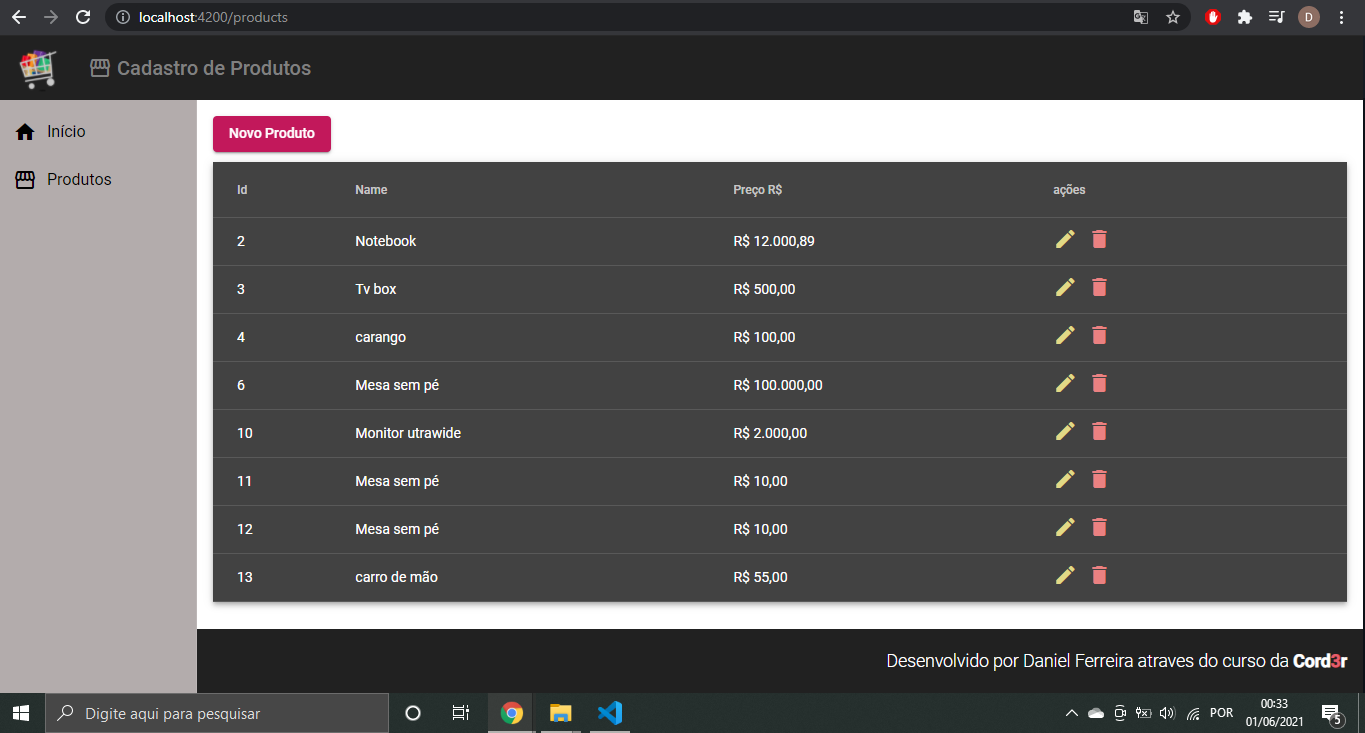 localhost:4200/products
D
Cadastro de Produtos
Início
Produtos
Novo Produto
Id Name Preço R$ ações
2 Notebook R$ 12.000,89
3 Tv box R$ 500,00
4 carango R$ 100,00
6 Mesa sem pé R$ 100.000,00
10 Monitor utrawide R$ 2.000,00
11 Mesa sem pé R$ 10,00
12 Mesa sem pé R$ 10,00
13 carro de mão R$ 55,00
Desenvolvido por Daniel Ferreira atraves do curso da Cord3r
Digite aqui para pesquisar
POR
00:33
01/06/2021
5